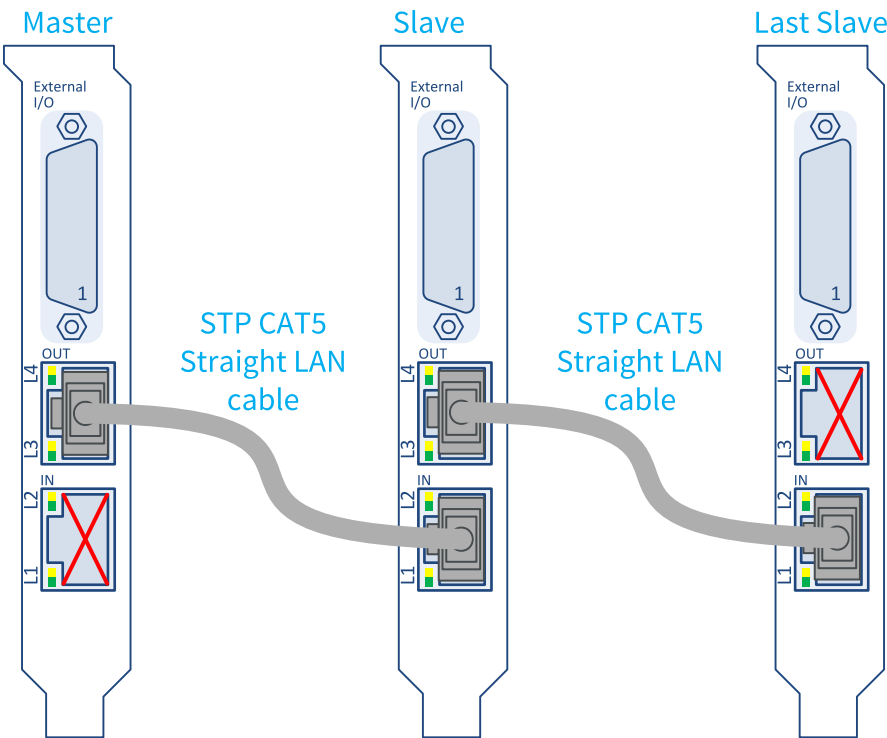 Master
Slave
Last Slave
External
I/O
External
I/O
External
I/O
1
1
1
STP CAT5
Straight LAN
cable
STP CAT5
Straight LAN
cable
OUT
L4
L3
IN
L2
L1
OUT
L4
L3
IN
L2
L1
OUT
L4
L3
IN
L2
L1